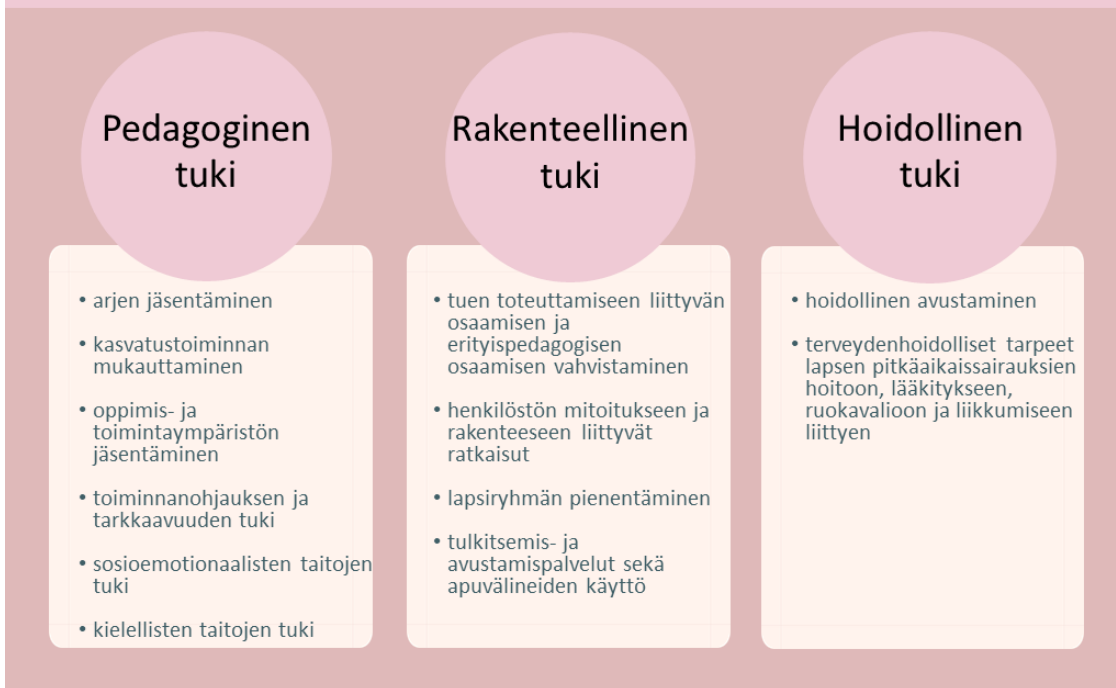 Pedagoginen
tuki
• arjen jäsentäminen
• kasvatustoiminnan
mukauttaminen
• oppimis- ja
toimintaympäristön
jäsentäminen
• toiminnanohjauksen ja
tarkkaavuuden tuki
• sosioemotionaalisten taitojen
tuki
• kielellisten taitojen tuki
Rakenteellinen
tuki
• tuen toteuttamiseen liittyvän
osaamisen ja
erityispedagogisen
osaamisen vahvistaminen
• henkilöstön mitoitukseen ja
rakenteeseen liittyvät
ratkaisut
• lapsiryhmän pienentäminen
• tulkitsemis- ja
avustamispalvelut sekä
apuvälineiden käyttö
Hoidollinen
tuki
• hoidollinen avustaminen
• terveydenhoidolliset tarpeet
lapsen pitkäaikaissairauksien
hoitoon, lääkitykseen,
ruokavalioon ja liikkumiseen
liittyen